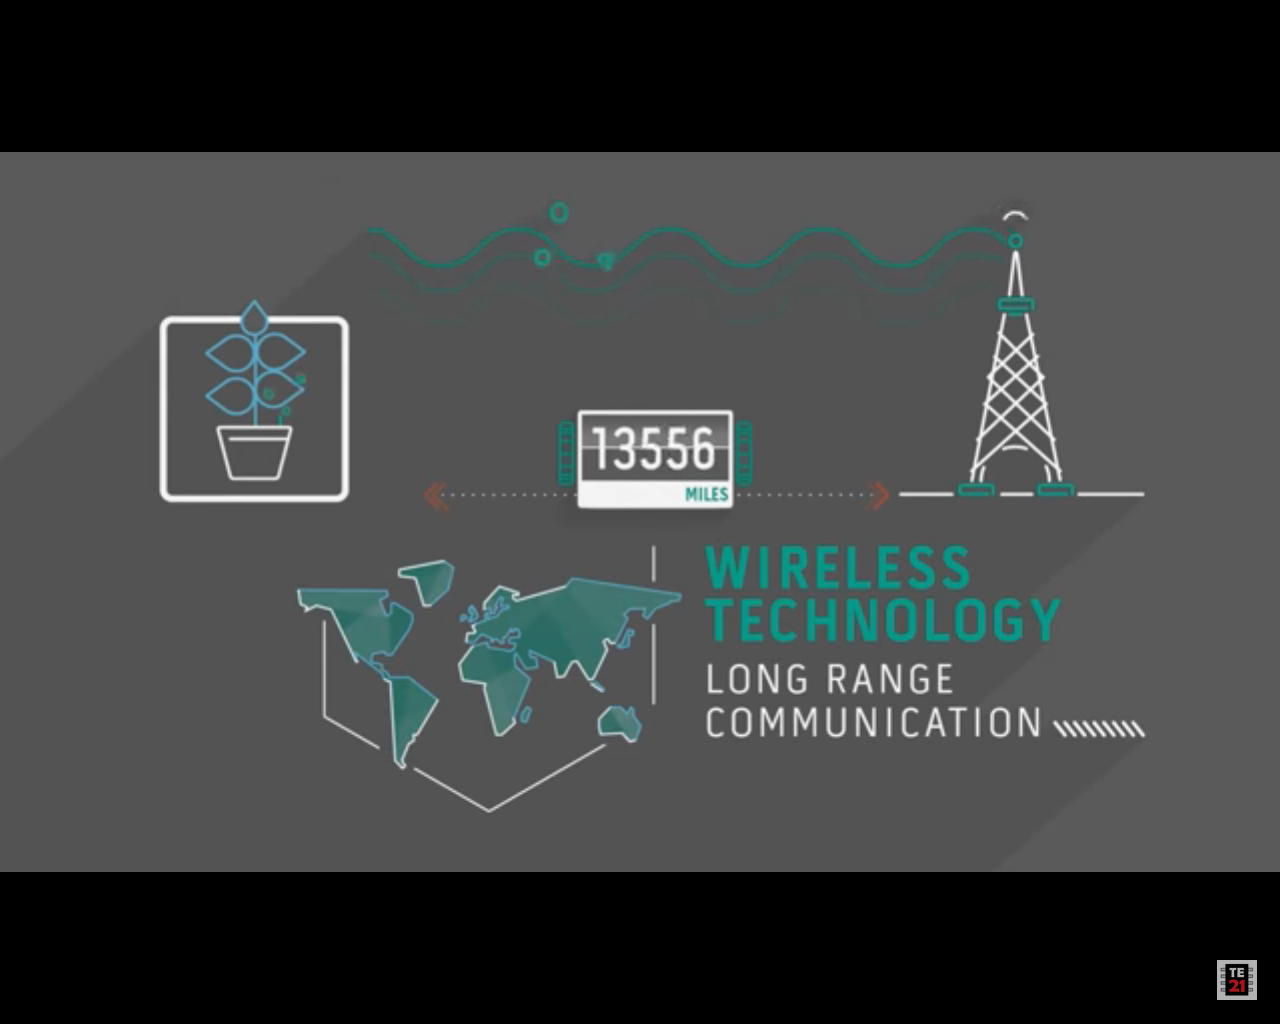 13556
MILES
WIRELESS
TECHNOLOGY
LONG RANGE
COMMUNICATION
TE
21